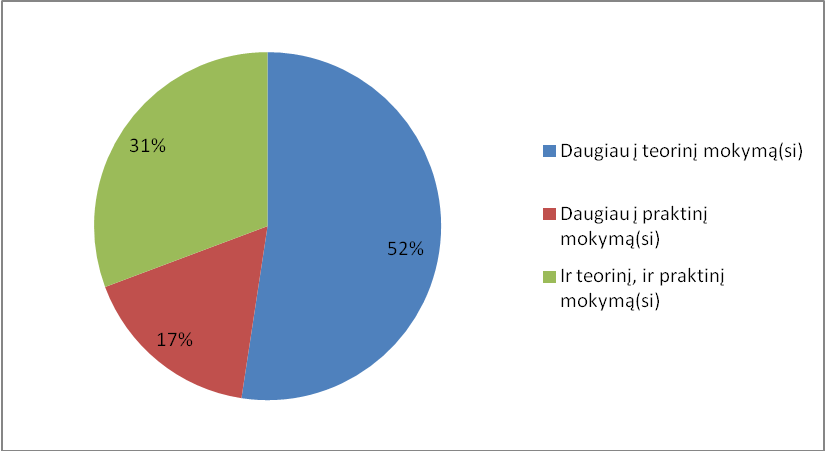 31%
52%
17%
Daugiau į teorinį mokymą(si)
Daugiau į praktinį
mokymą(si)
Ir teorinį, ir praktinį
mokymą(si)